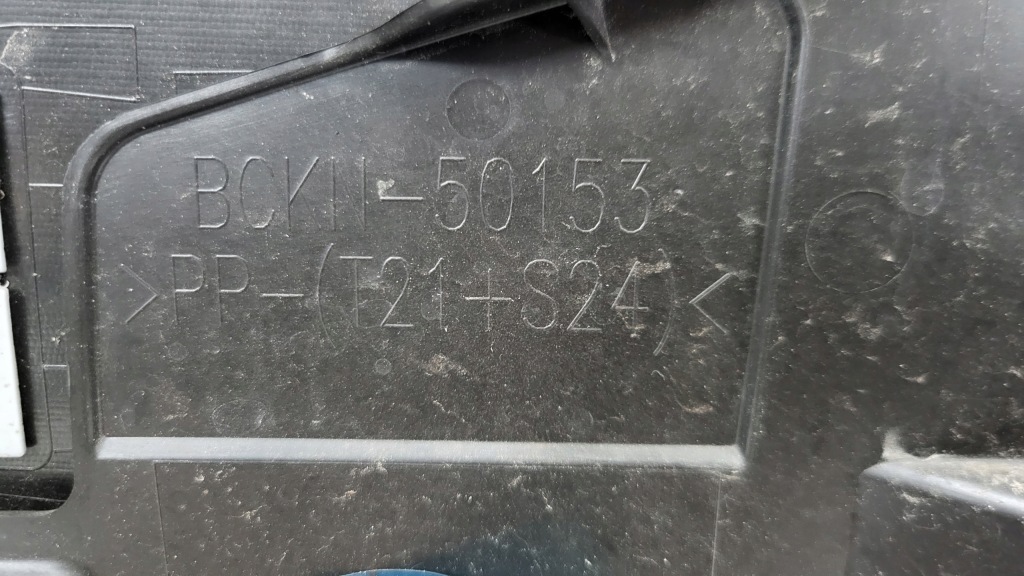 BCKN-50153
>PP-(T21+S24)<